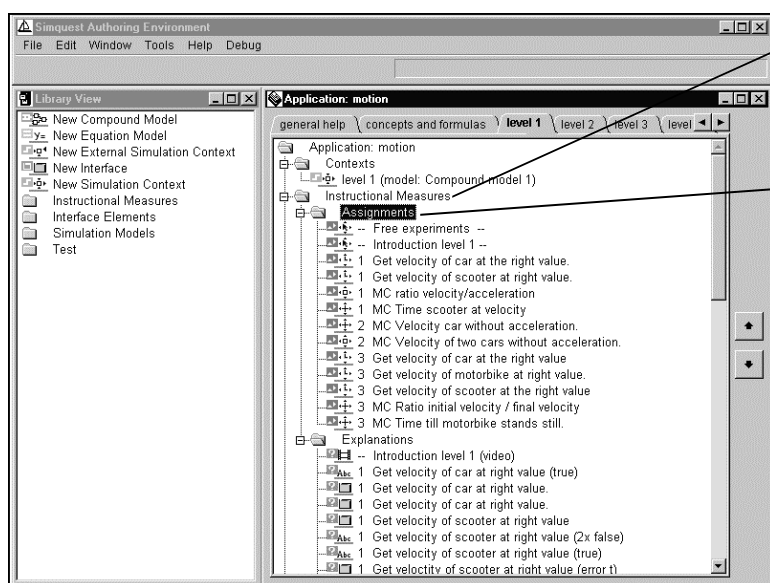 Simquest Authoring Environment
File Edit Window Tools Help Debug
Library View
New Compound Model
y= New Equation Model
New External Simulation Context
New Interface
New Simulation Context
Instructional Measures
Interface Elements
Simulation Models
Test
Application: motion
general help concepts and formulas level 1 level 2 level 3 level
Application: motion
Contexts
level 1 (model: Compound model 1)
Instructional Measures
Assignments
-- Free experiments --
-- Introduction level 1 --
1 Get velocity of car at the right value.
1 Get velocity of scooter at right value.
1 MC ratio velocity/acceleration
1 MC Time scooter at velocity
2 MC Velocity car without acceleration.
2 MC Velocity of two cars without acceleration.
3 Get velocity of car at the right value
3 Get velocity of motorbike at right value.
3 Get velocity of scooter at the right value
3 MC Ratio initial velocity / final velocity
3 MC Time till motorbike stands still.
Explanations
-- Introduction level 1 (video)
Abc 1 Get velocity of car at right value (true)
1 Get velocity of car at right value.
1 Get velocity of car at right value.
1 Get velocity of scooter at right value
Abc 1 Get velocity of scooter at right value (2x false)
Abc 1 Get velocity of scooter at right value (true)
1 Get veloctity of scooter at right value (error t)